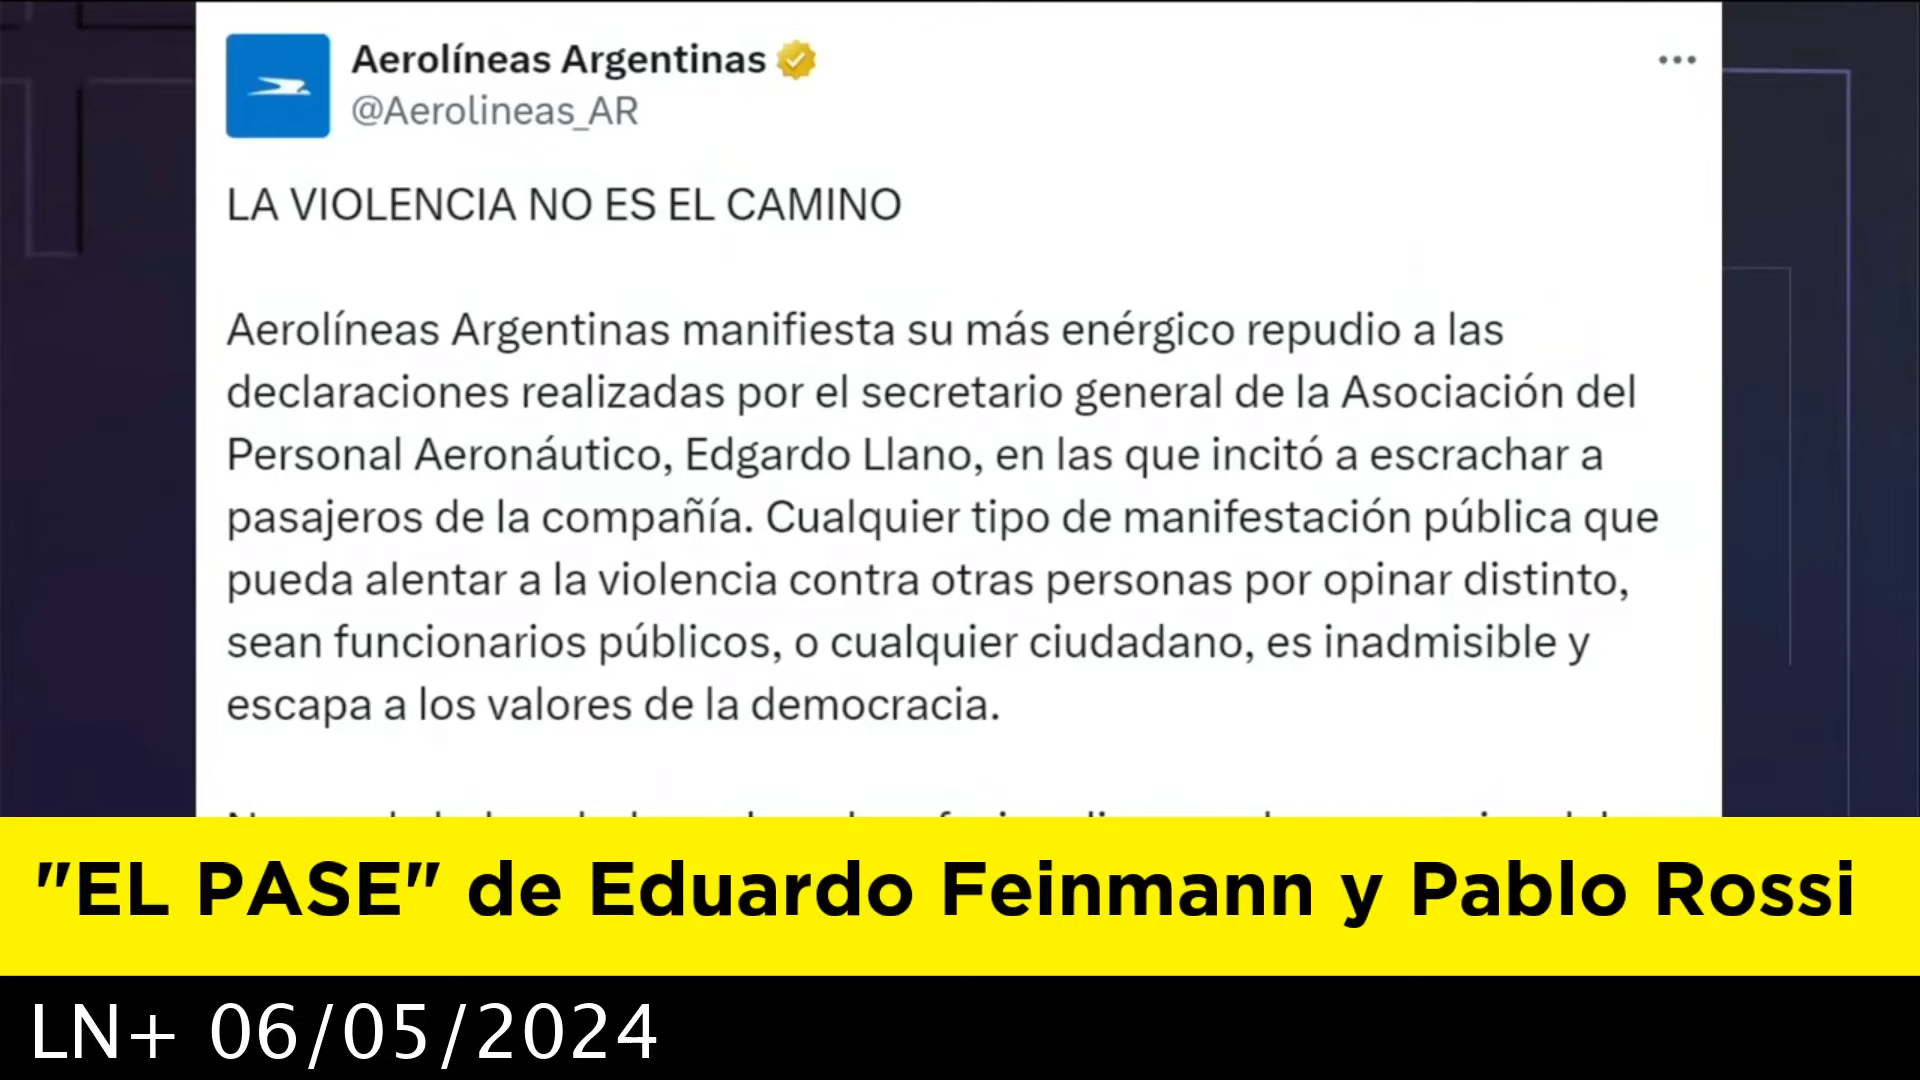 Aerolíneas Argentinas
@Aerolineas_AR
LA VIOLENCIA NO ES EL CAMINO
Aerolíneas Argentinas manifiesta su más enérgico repudio a las
declaraciones realizadas por el secretario general de la Asociación del
Personal Aeronáutico, Edgardo Llano, en las que incitó a escrachar a
pasajeros de la compañía. Cualquier tipo de manifestación pública que
pueda alentar a la violencia contra otras personas por opinar distinto,
sean funcionarios públicos, o cualquier ciudadano, es inadmisible y
escapa a los valores de la democracia.
"EL PASE" de Eduardo Feinmann y Pablo Rossi
LN+ 06/05/2024